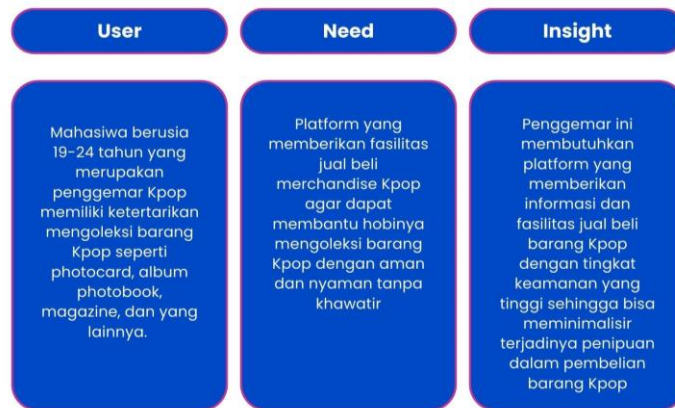 User
Need
Insight
Mahasiwa berusia
19-24 tahun yang
merupakan
penggemar Kpop
memiliki ketertarikan
mengoleksi barang
Kpop seperti
photocard, album
photobook,
magazine, dan yang
lainnya.
Platform yang
memberikan fasilitas
jual beli
merchandise Kpop
agar dapat
membantu hobinya
mengoleksi barang
Kpop dengan aman
dan nyaman tanpa
khawatir
Penggemar ini
membutuhkan
platform yang
memberikan
informasi dan
fasilitas jual beli
barang Kpop
dengan tingkat
keamanan yang
tinggi sehingga bisa
meminimalisir
terjadinya penipuan
dalam pembelian
barang Kpop